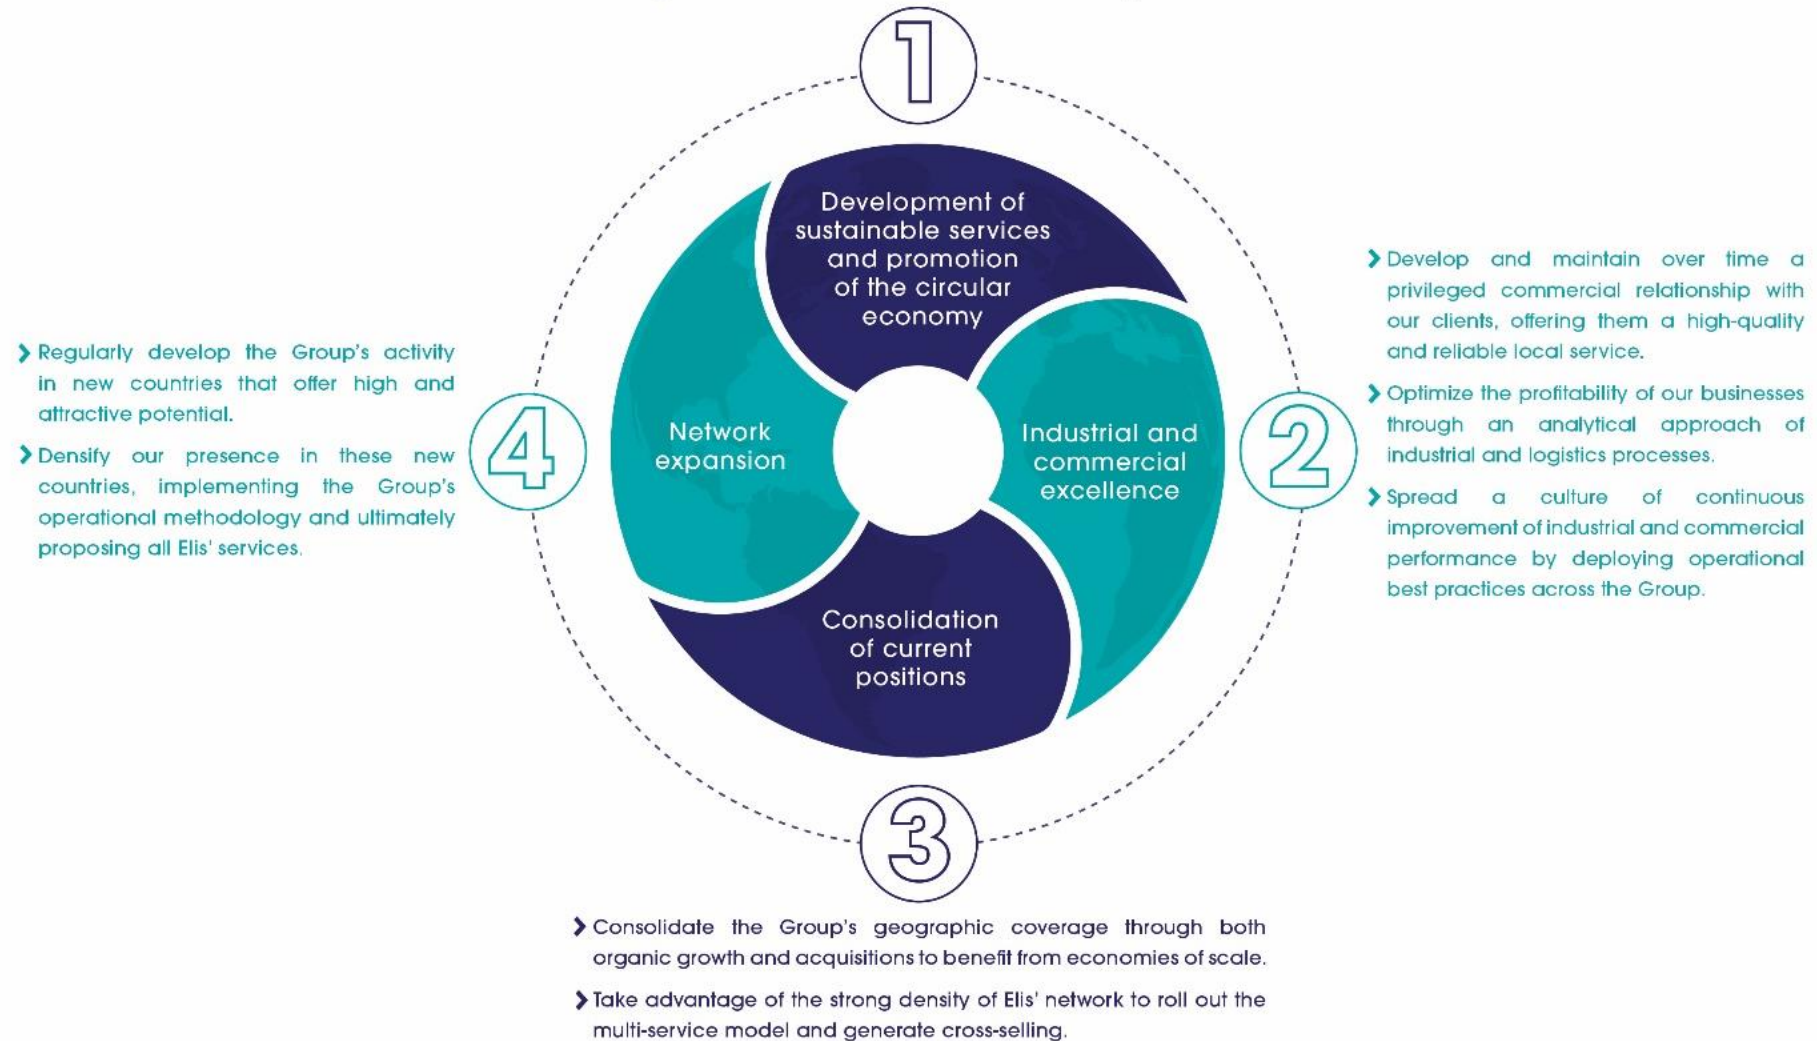 1
Development of
sustainable services
and promotion
of the circular
economy
❯ Develop and maintain over time a
privileged commercial relationship with
our clients, offering them a high-quality
and reliable local service.
❯ Optimize the profitability of our businesses
through an analytical approach of
industrial and logistics processes.
❯ Spread a culture of continuous
improvement of industrial and commercial
performance by deploying operational
best practices across the Group.
2
Industrial and
commercial
excellence
❯ Regularly develop the Group's activity
in new countries that offer high and
attractive potential.
❯ Densify our presence in these new
countries, implementing the Group's
operational methodology and ultimately
proposing all Elis' services.
4
Network
expansion
Consolidation
of current
positions
3
❯ Consolidate the Group's geographic coverage through both
organic growth and acquisitions to benefit from economies of scale.
❯ Take advantage of the strong density of Elis' network to roll out the
multi-service model and generate cross-selling.